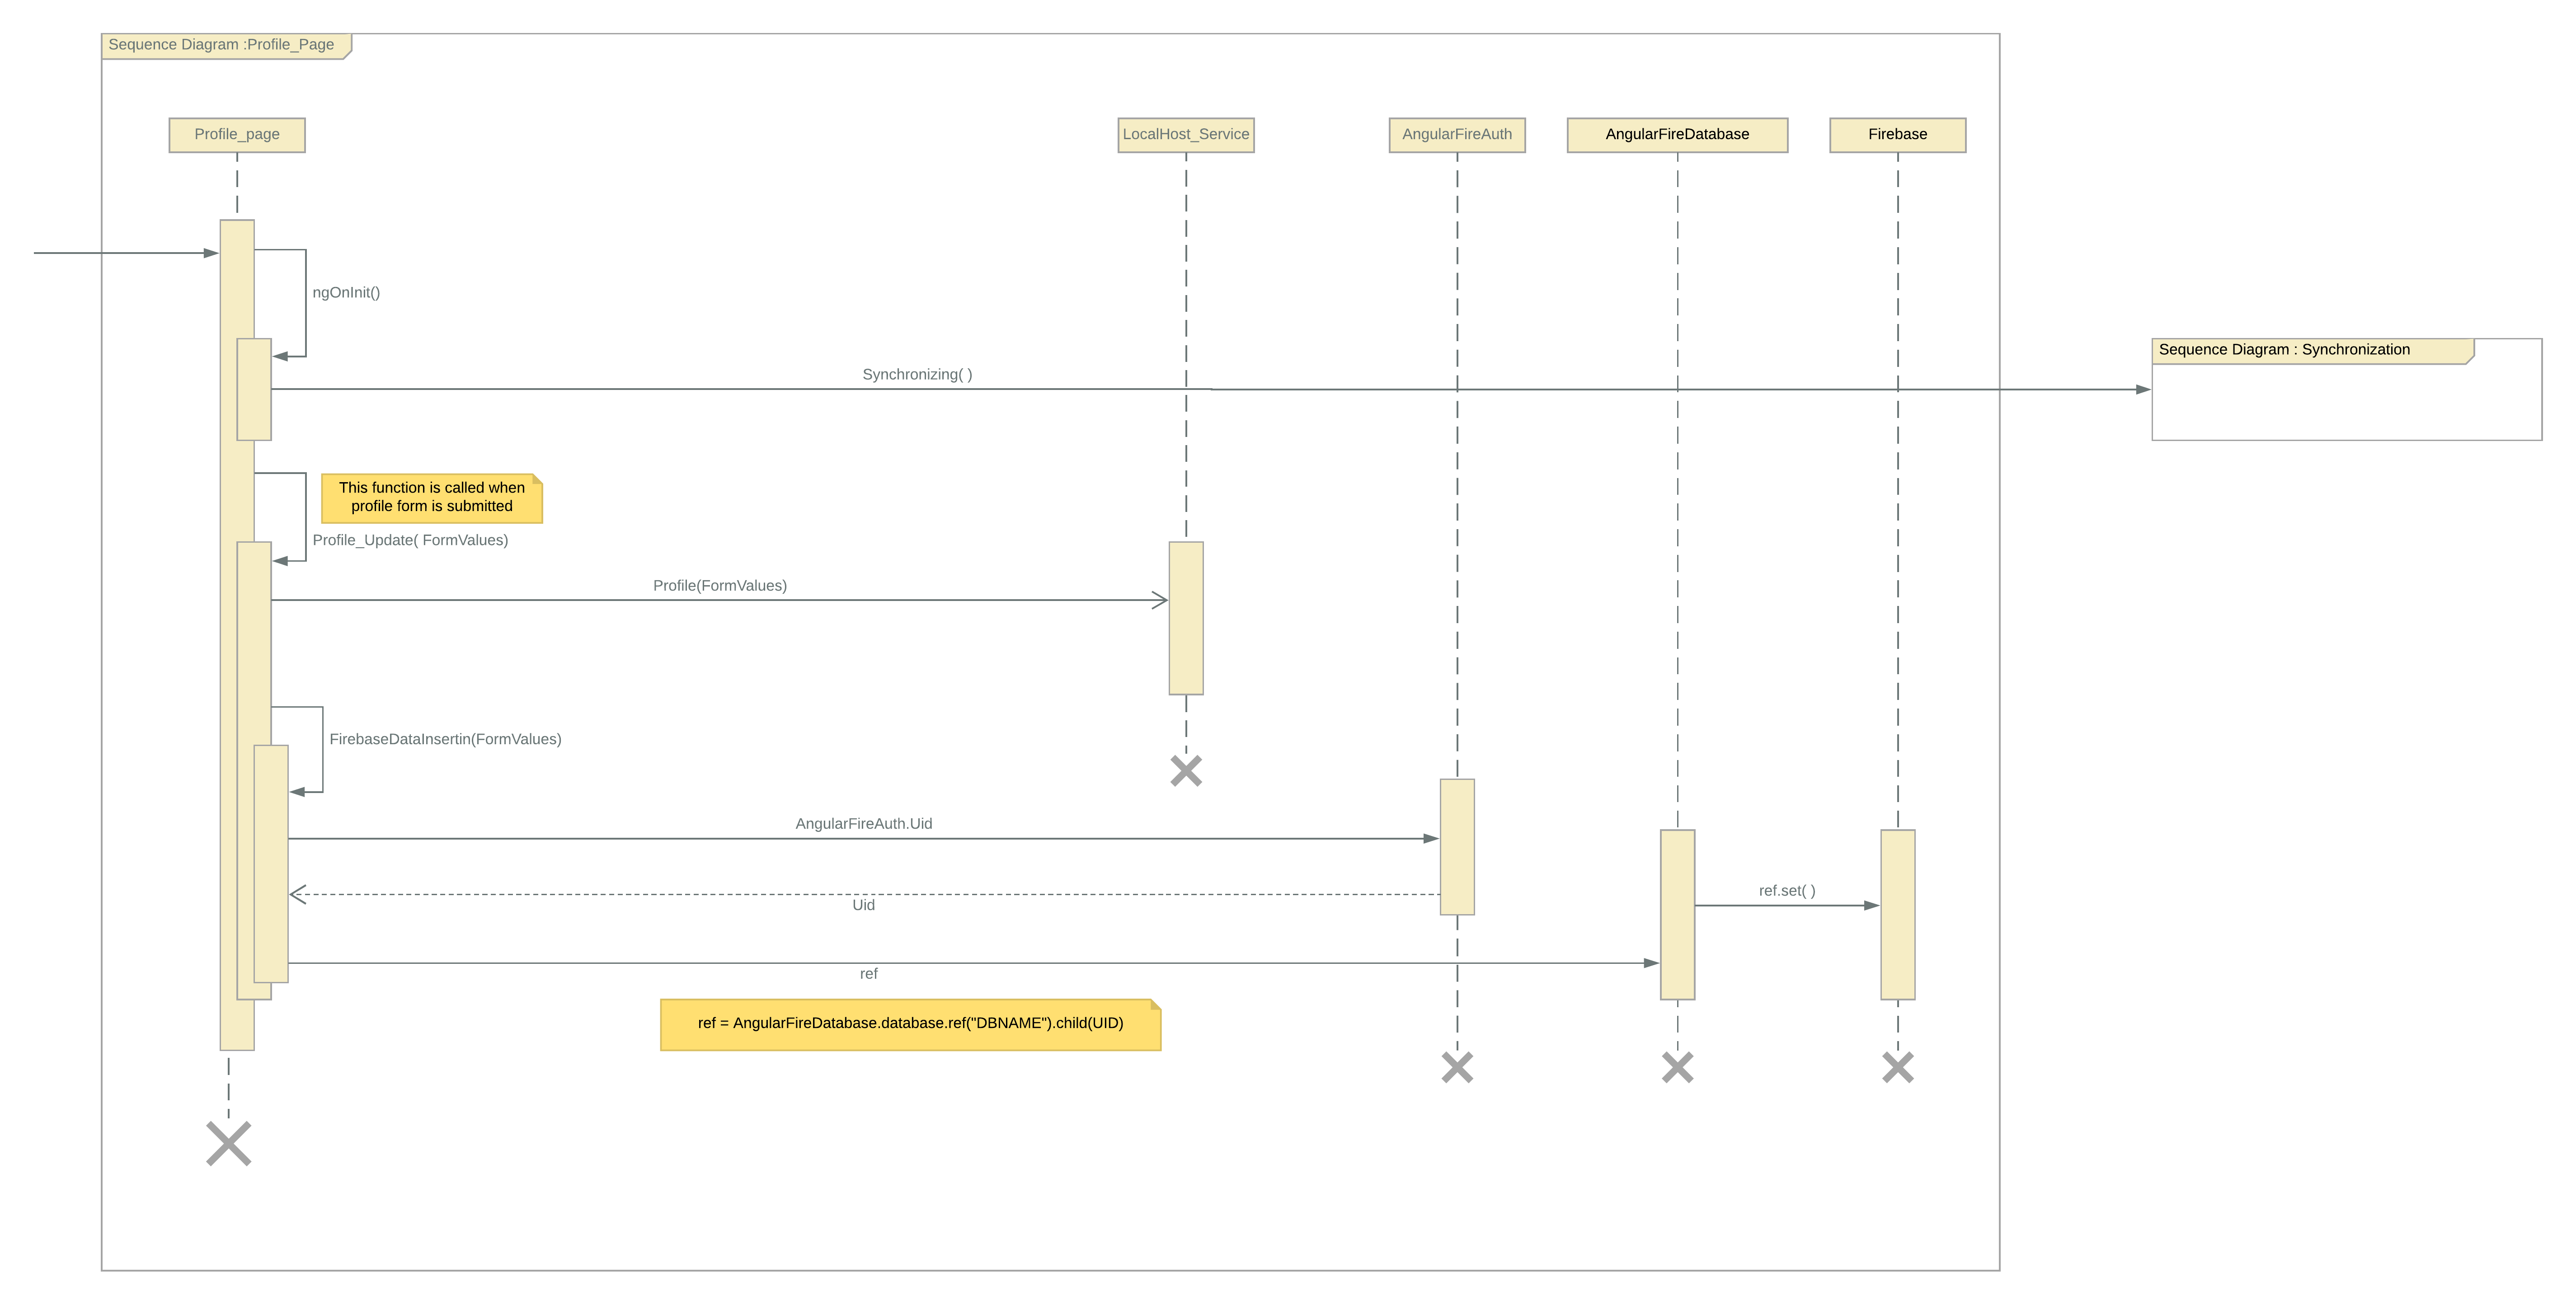 Sequence Diagram :Profile_Page
Profile_page
LocalHost_Service
AngularFireAuth
AngularFireDatabase
Firebase
ngOnInit()
Synchronizing( )
Sequence Diagram : Synchronization
This function is called when
profile form is submitted
Profile_Update( FormValues)
Profile(FormValues)
FirebaseDataInsertin(FormValues)
AngularFireAuth.Uid
Uid
ref.set( )
ref
ref = AngularFireDatabase.database.ref("DBNAME").child(UID)